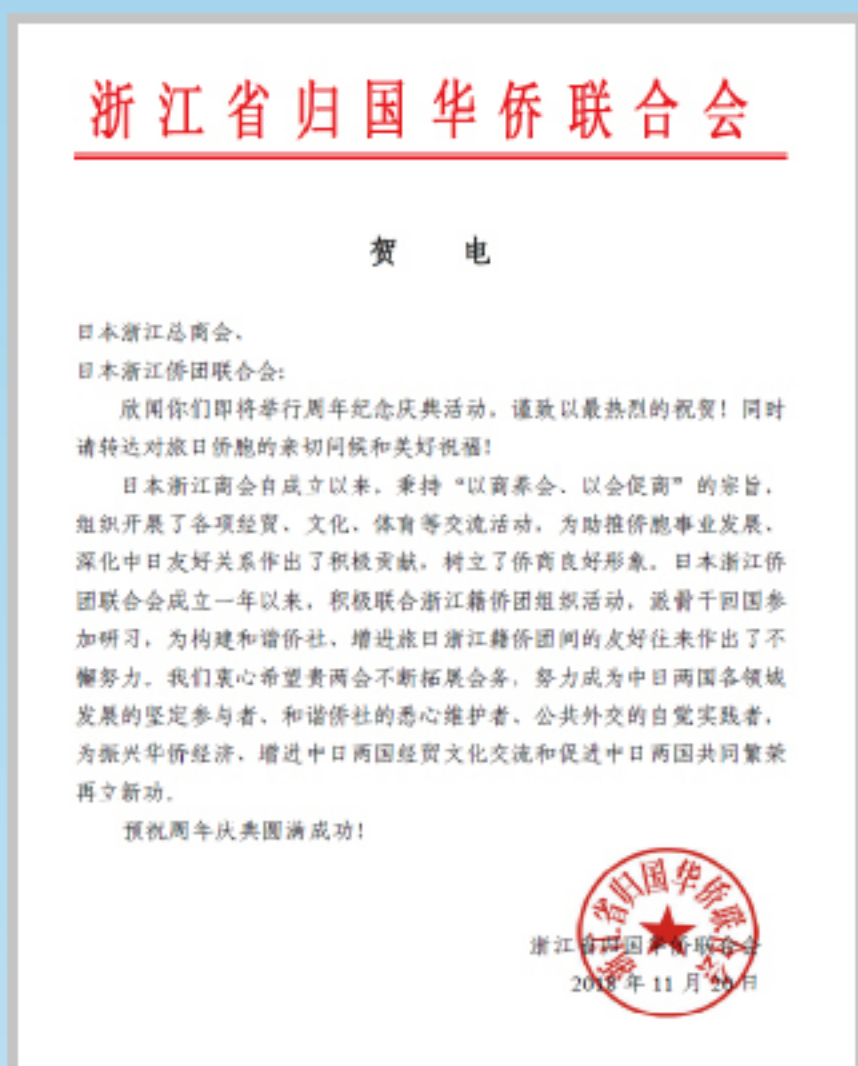 浙江省归国华侨联合会
贺 电
日本浙江总商会、
日本浙江侨团联合会:
欣闻你们即将举行周年纪念庆典活动，谨致以最热烈的祝贺！同时
请转达对旅日侨胞的亲切问候和美好祝福！
日本浙江商会自成立以来，秉持“以商养会、以会促商”的宗旨，
组织开展了各项经贸、文化、体育等交流活动，为助推侨胞事业发展、
深化中日友好关系作出了积极贡献，树立了侨商良好形象。日本浙江侨
团联合会成立一年以来，积极联合浙江籍侨团组织活动，派骨干回国参
加研习，为构建和谐侨社、增进旅日浙江籍侨团间的友好往来作出了不
懈努力。我们衷心希望贵两会不断拓展会务，努力成为中日两国各领域
发展的坚定参与者、和谐侨社的悉心维护者、公共外交的自觉实践者，
为振兴华侨经济、增进中日两国经贸文化交流和促进中日两国共同繁荣
再立新功。
预祝周年庆典圆满成功！
浙江省归国华侨联合会
浙江省归国华侨联合会
2018 年 11 月 20 日